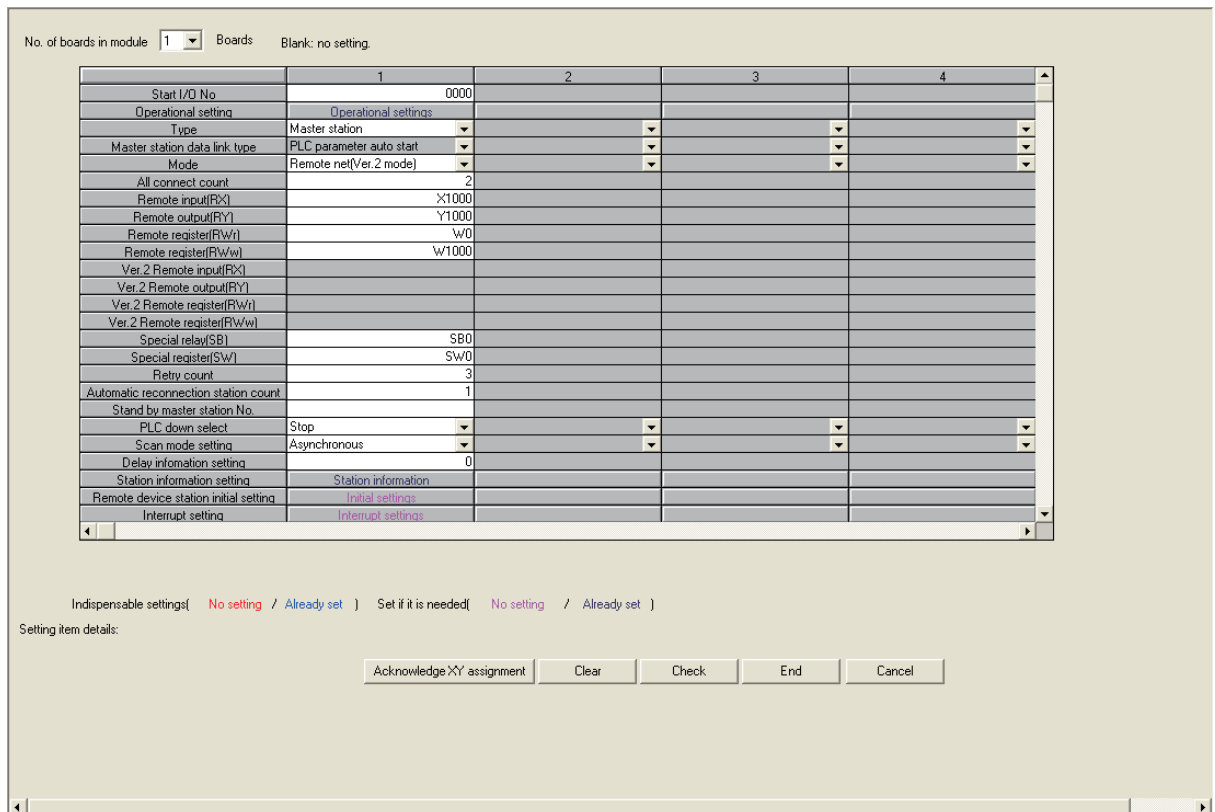 No. of boards in module 1 Boards Blank: no setting.
1 2 3 4
Start I/O No 0000
Operational setting Operational settings
Type Master station
Master station data link type PLC parameter auto start
Mode Remote net(Ver.2 mode)
All connect count 2
Remote input(RX) X1000
Remote output(RY) Y1000
Remote register(RWr) W0
Remote register(RWw) W1000
Ver.2 Remote input(RX)
Ver.2 Remote output(RY)
Ver.2 Remote register(RWr)
Ver.2 Remote register(RWw)
Special relay(SB) SB0
Special register(SW) SW0
Retry count 3
Automatic reconnection station count 1
Stand by master station No.
PLC down select Stop
Scan mode setting Asynchronous
Delay infomation setting 0
Station information setting Station information
Remote device station initial setting Initial settings
Interrupt setting Interrupt settings
Indispensable settings( No setting / Already set ) Set if it is needed( No setting / Already set )
Setting item details:
Acknowledge XY assignment Clear Check End Cancel